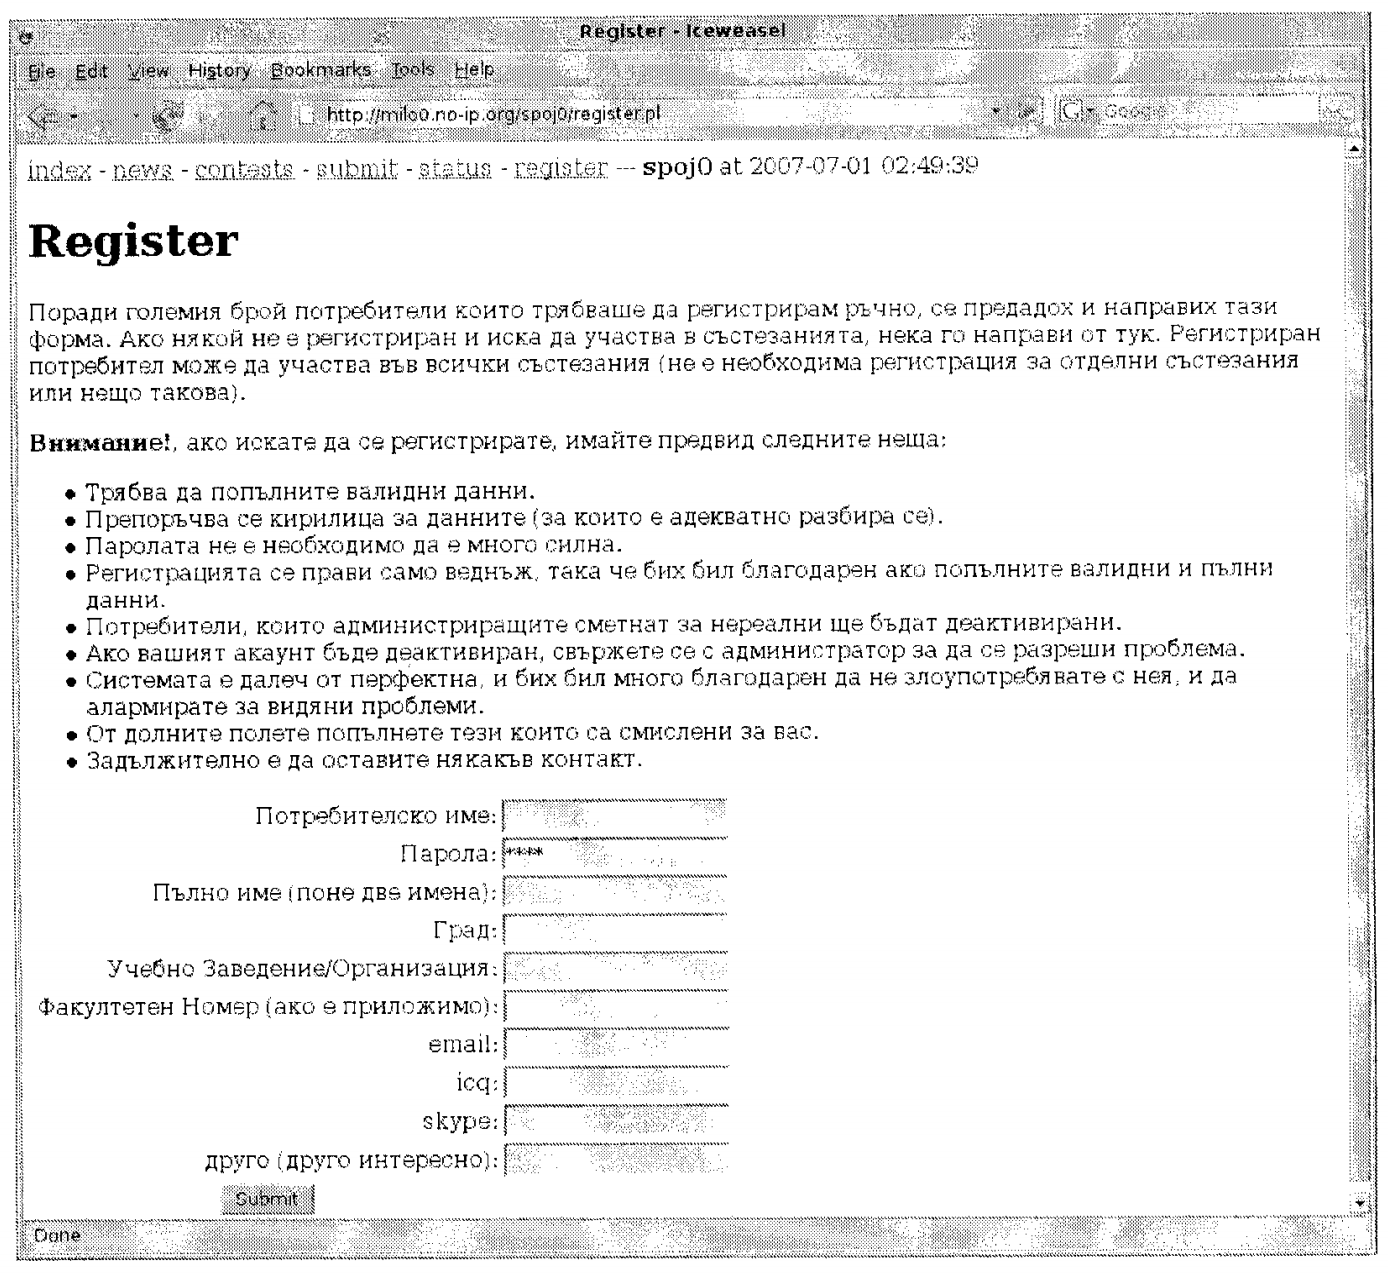 Register - Iceweasel
File Edit View History Bookmarks Tools Help
http://milo0.no-ip.org/spoj0/register.pl
G Google
index - news - contests - submit - status - register --- spoj0 at 2007-07-01 02:49:39
Register
Поради големия брой потребители които трябваше да регистрирам ръчно, се предадох и направих тази
форма. Ако някой не е регистриран и иска да участва в състезанията, нека го направи от тук. Регистриран
потребител може да участва във всички състезания (не е необходима регистрация за отделни състезания
или нещо такова).
Внимание!, ако искате да се регистрирате, имайте предвид следните неща:
• Трябва да попълните валидни данни.
• Препоръчва се кирилица за данните (за които е адекватно разбира се).
• Паролата не е необходимо да е много силна.
• Регистрацията се прави само веднъж, така че бих бил благодарен ако попълните валидни и пълни
данни.
• Потребители, които администриращите сметнат за нереални ще бъдат деактивирани.
• Ако вашият акаунт бъде деактивиран, свържете се с администратор за да се разреши проблема.
• Системата е далеч от перфектна, и бих бил много благодарен да не злоупотребявате с нея, и да
алармирате за видяни проблеми.
• От долните полета попълнете тези които са смислени за вас.
• Задължително е да оставите някакъв контакт.
Потребителско име:
Парола: ****
Пълно име (поне две имена):
Град:
Учебно Заведение/Организация:
Факултетен Номер (ако е приложимо):
email:
icq:
skype:
друго (друго интересно):
Submit
Done